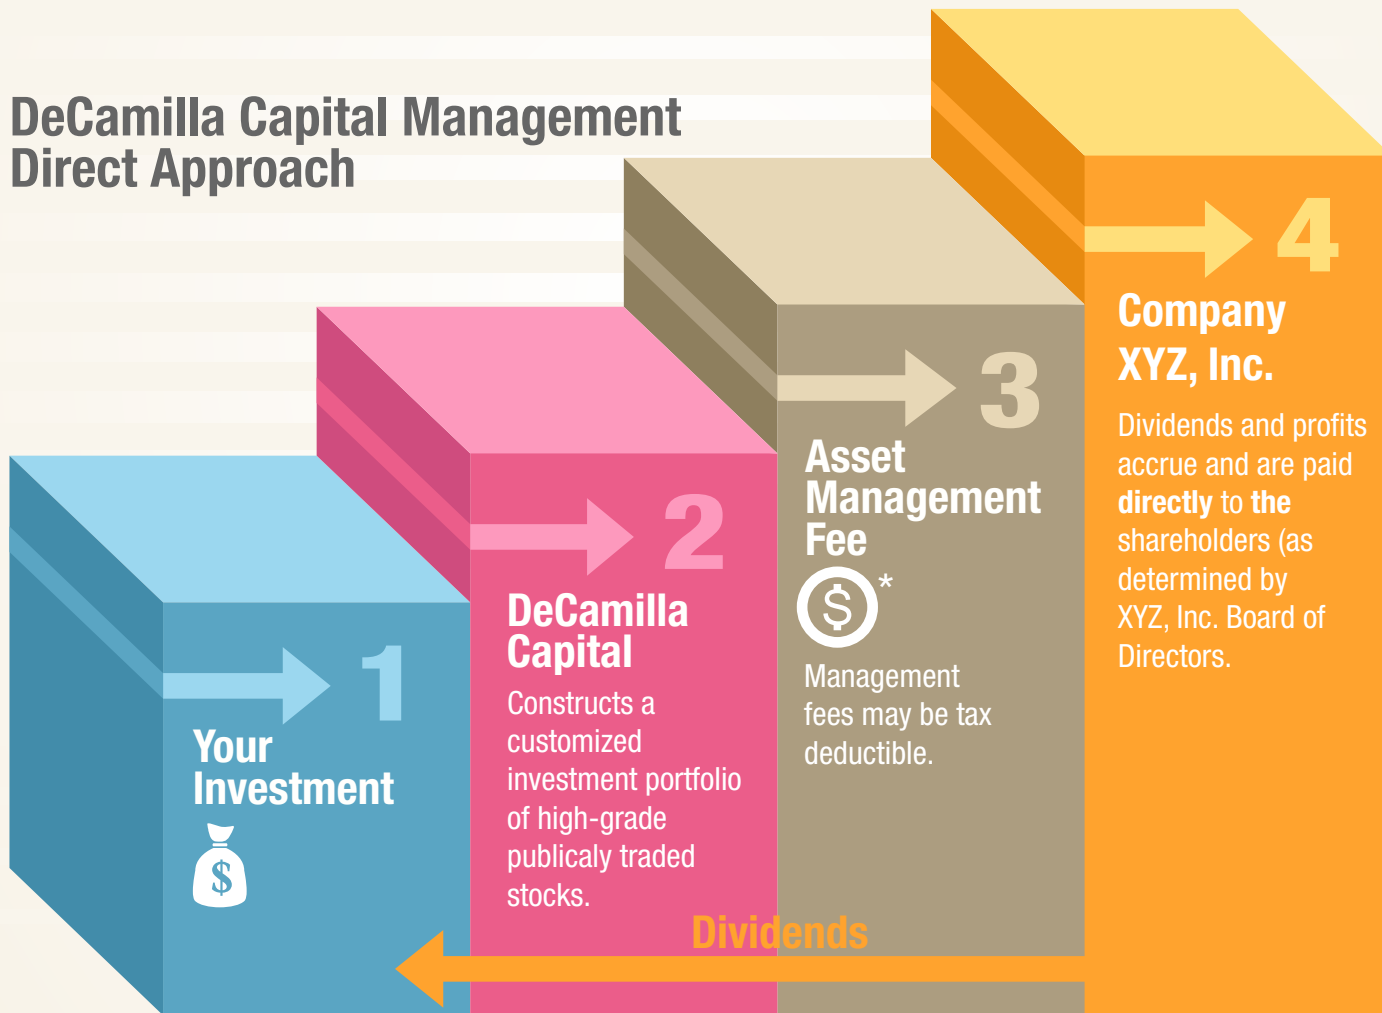 DeCamilla Capital Management
Direct Approach
1
Your
Investment
$
2
DeCamilla
Capital
Constructs a
customized
investment portfolio
of high-grade
publicaly traded
stocks.
3
Asset
Management
Fee
$*
Management
fees may be tax
deductible.
4
Company
XYZ, Inc.
Dividends and profits
accrue and are paid
directly to the
shareholders (as
determined by
XYZ, Inc. Board of
Directors.
Dividends